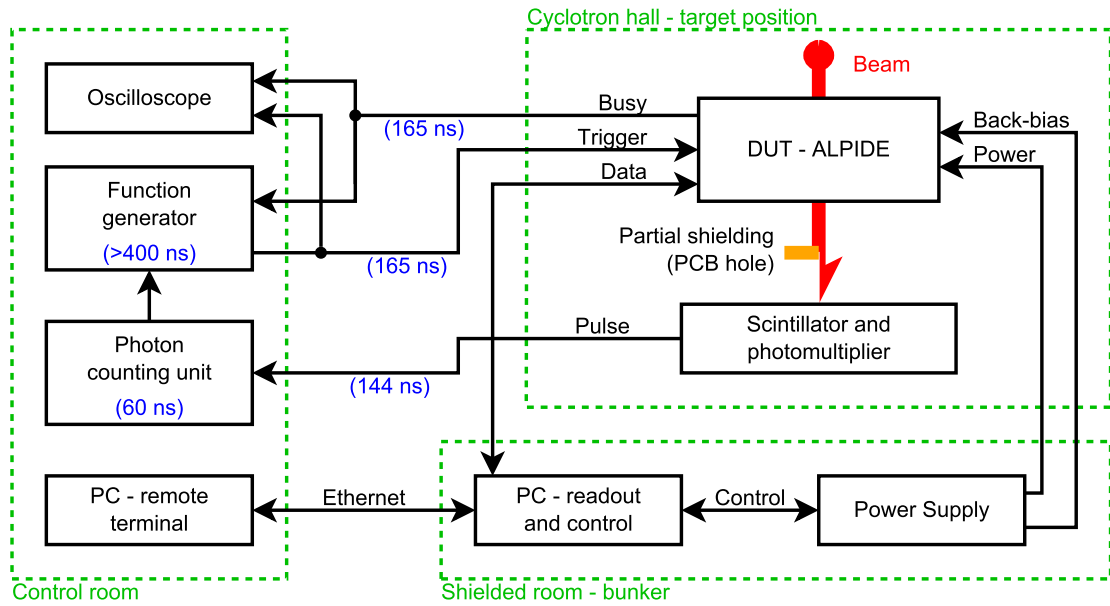 Cyclotron hall - target position
Beam
Oscilloscope
Busy
(165 ns)
Trigger
Data
DUT - ALPIDE
Back-bias
Power
Function
generator
(>400 ns)
(165 ns)
Partial shielding
(PCB hole)
Photon
counting unit
(60 ns)
Pulse
(144 ns)
Scintillator and
photomultiplier
PC - remote
terminal
Ethernet
PC - readout
and control
Control
Power Supply
Control room
Shielded room - bunker